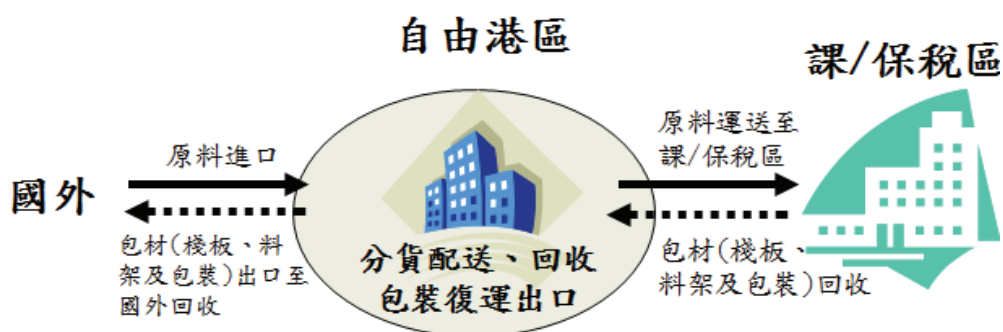 自由港區
課/保稅區
國外
原料進口
包材(棧板、料
架及包裝)出口至
國外回收
分貨配送、回收
包裝復運出口
原料運送至
課/保稅區
包材(棧板、
料架及包裝)回收